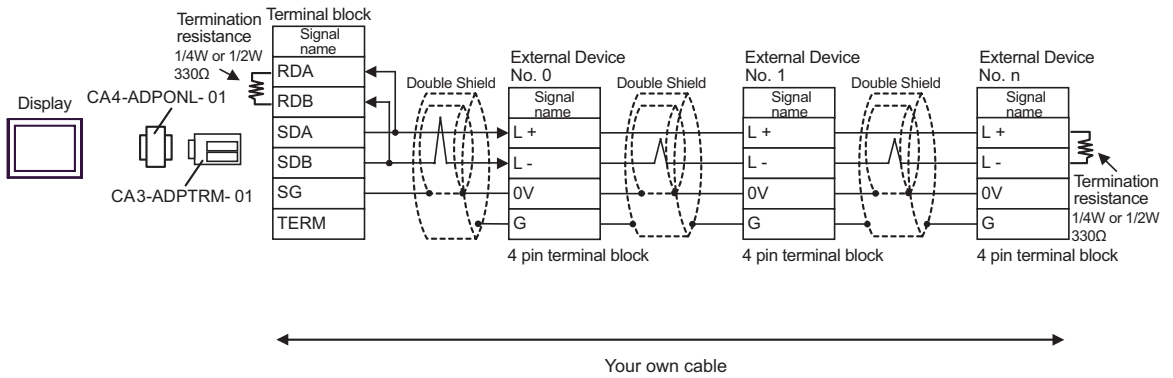 Display
CA4-ADPONL- 01
CA3-ADPTRM- 01
Termination
resistance
1/4W or 1/2W
330Ω
Terminal block
Signal
name
RDA
RDB
SDA
SDB
SG
TERM
Double Shield
External Device
No. 0
Signal
name
L +
L -
0V
G
4 pin terminal block
Double Shield
External Device
No. 1
Signal
name
L +
L -
0V
G
4 pin terminal block
Double Shield
External Device
No. n
Signal
name
L +
L -
0V
G
4 pin terminal block
Termination
resistance
1/4W or 1/2W
330Ω
Your own cable